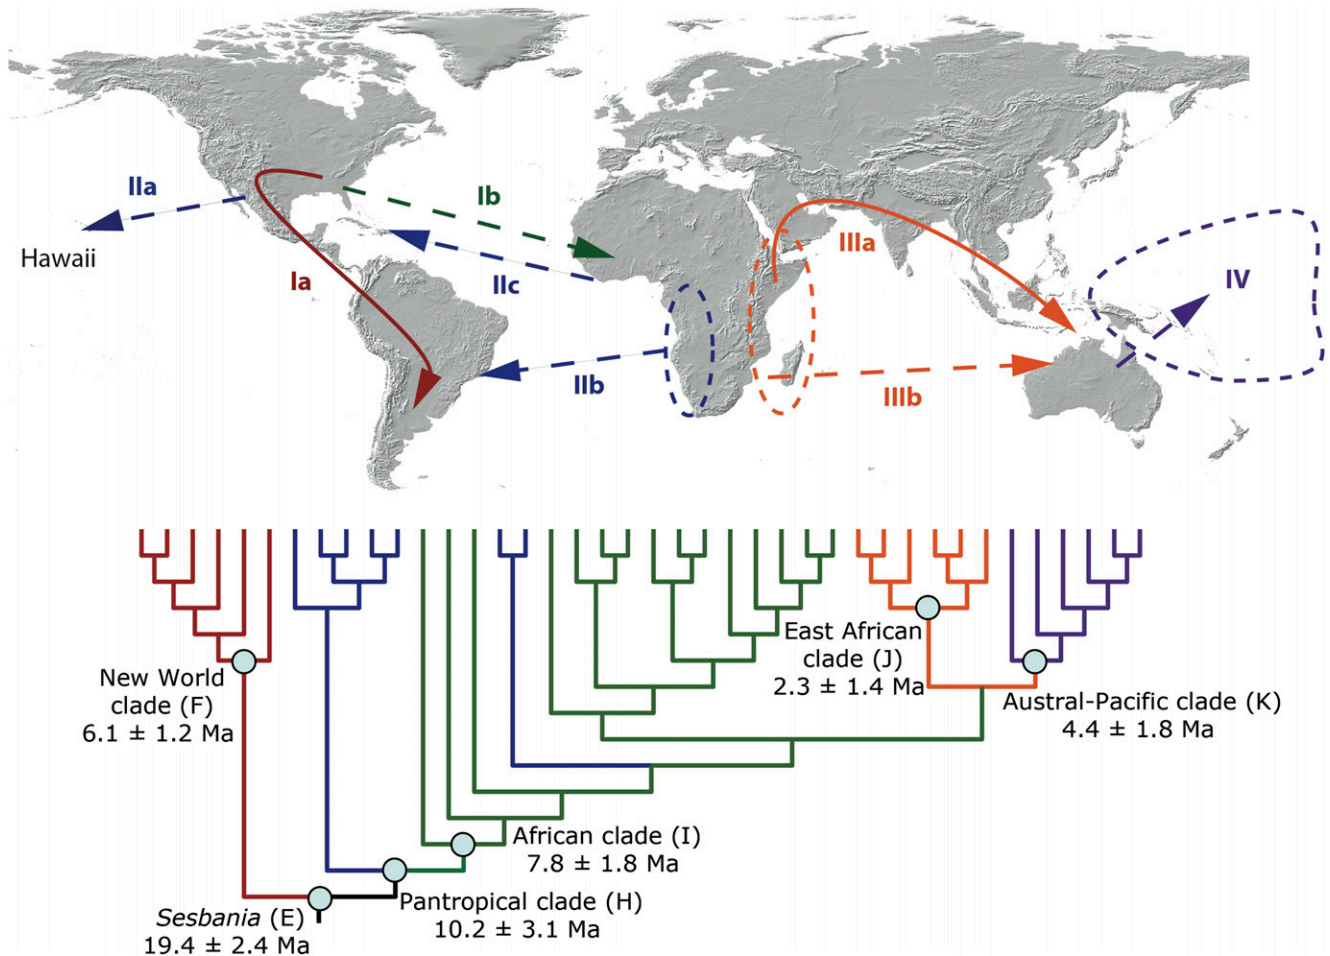 IIa
Ib
IIIa
IV
Hawaii
Ia
IIc
IIb
IIIb
New World
clade (F)
6.1 ± 1.2 Ma
East African
clade (J)
2.3 ± 1.4 Ma
Austral-Pacific clade (K)
4.4 ± 1.8 Ma
African clade (I)
7.8 ± 1.8 Ma
Pantropical clade (H)
10.2 ± 3.1 Ma
Sesbania (E)
19.4 ± 2.4 Ma